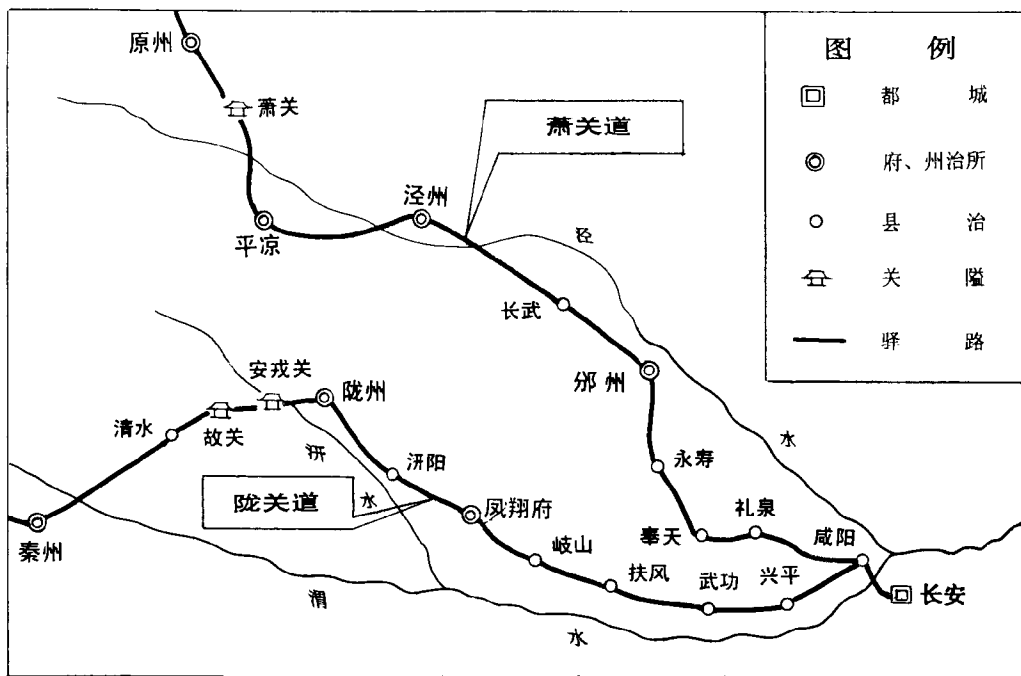 原州
萧关
萧关道
泾州
平凉
泾
长武
邠州
安戎关
陇州
清水
故关
汧
水
汧阳
水
永寿
陇关道
凤翔府
礼泉
奉天
咸阳
秦州
岐山
扶风
武功
兴平
长安
渭
水
图 例
都 城
府、州治所
县 治
关 隘
驿 路